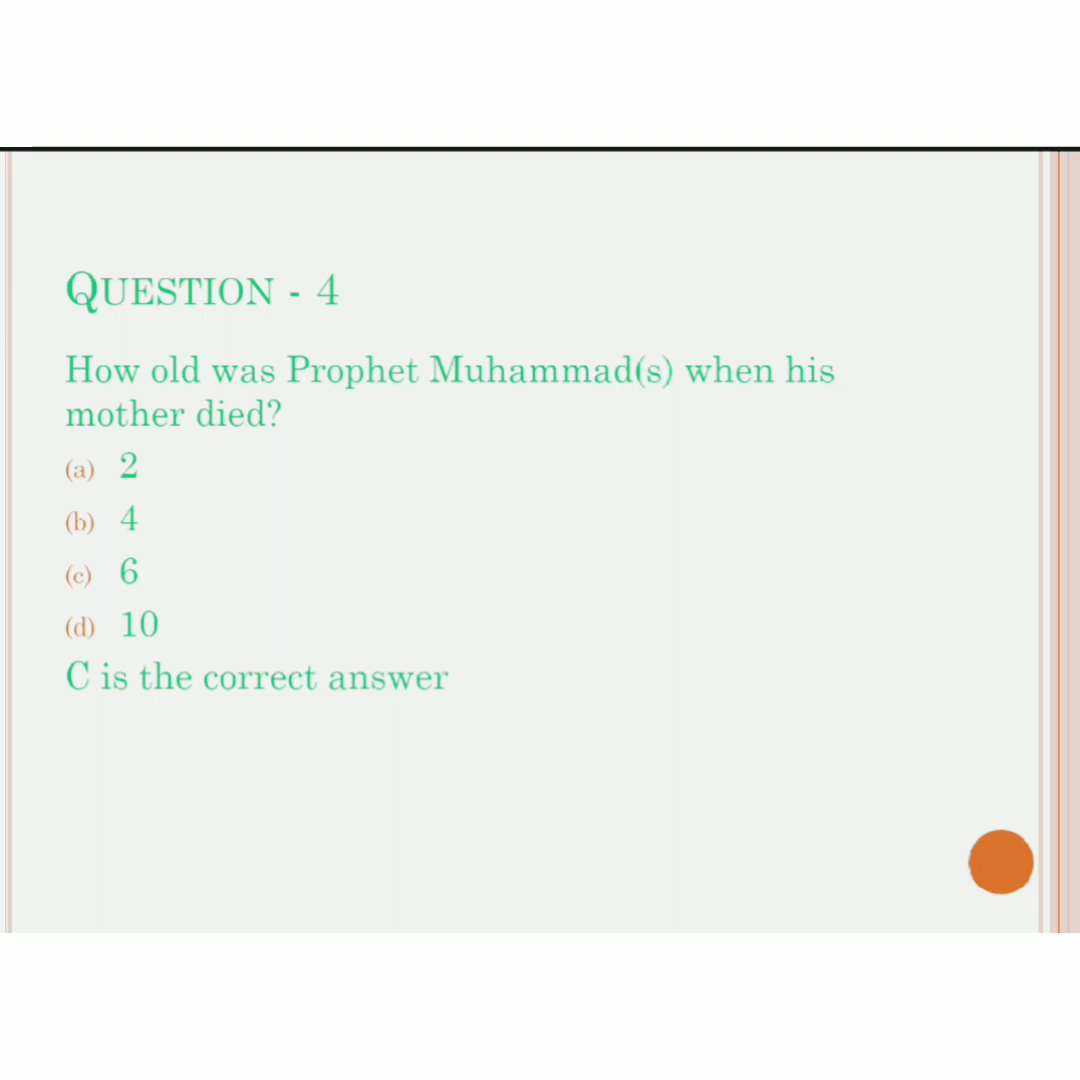 QUESTION - 4
How old was Prophet Muhammad(s) when his
mother died?
(a) 2
(b) 4
(c) 6
(d) 10
C is the correct answer